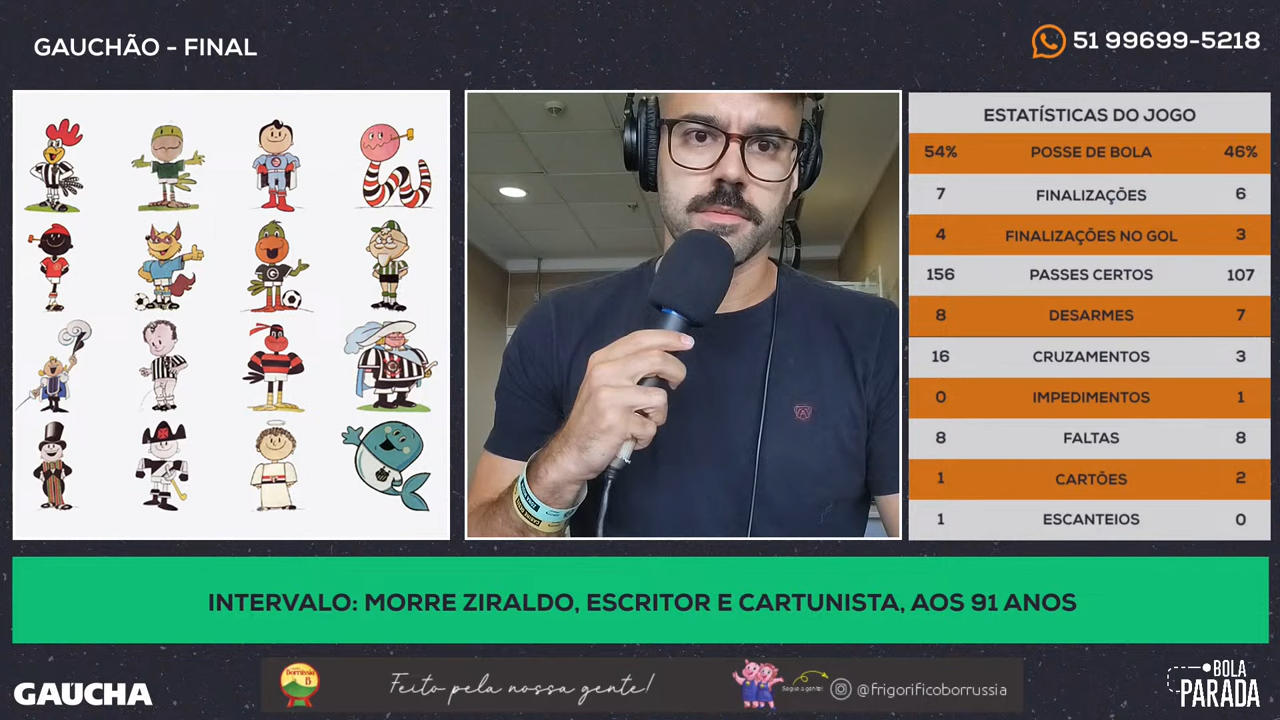 GAUCHÃO - FINAL
51 99699-5218
ESTATÍSTICAS DO JOGO
54% POSSE DE BOLA 46%
7 FINALIZAÇÕES 6
4 FINALIZAÇÕES NO GOL 3
156 PASSES CERTOS 107
8 DESARMES 7
16 CRUZAMENTOS 3
0 IMPEDIMENTOS 1
8 FALTAS 8
1 CARTÕES 2
1 ESCANTEIOS 0
INTERVALO: MORRE ZIRALDO, ESCRITOR E CARTUNISTA, AOS 91 ANOS
GAUCHA
Borrússia
Feito pela nossa gente!
Segue a gente!
@frigorificoborrussia
BOLA
PARADA